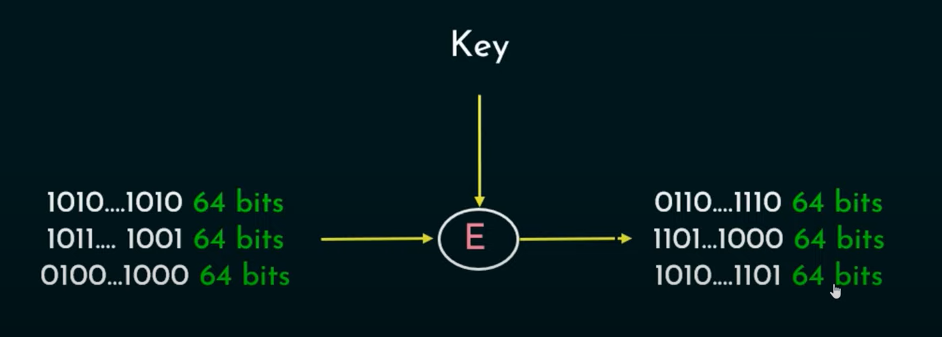 Key
1010....1010 64 bits
1011.... 1001 64 bits
0100...1000 64 bits
E
0110....1110 64 bits
1101...1000 64 bits
1010....1101 64 bits